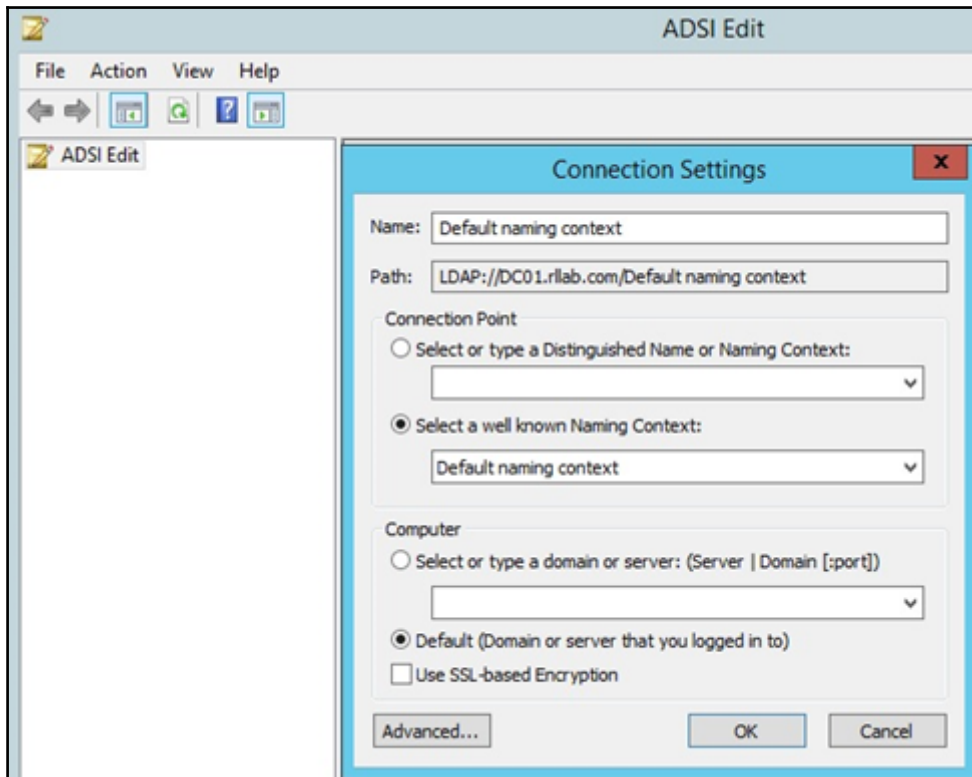 ADSI Edit
File Action View Help
ADSI Edit
Connection Settings
x
Name: Default naming context
Path: LDAP://DC01.rllab.com/Default naming context
Connection Point
Select or type a Distinguished Name or Naming Context:
Select a well known Naming Context:
Default naming context
Computer
Select or type a domain or server: (Server | Domain [:port])
Default (Domain or server that you logged in to)
Use SSL-based Encryption
Advanced... OK Cancel